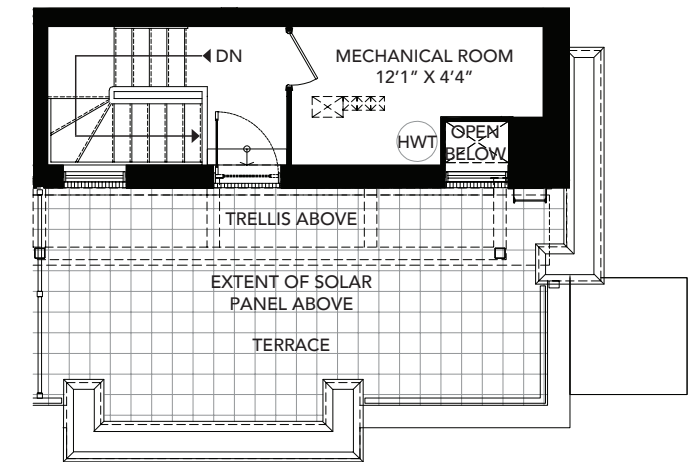 DN
MECHANICAL ROOM
12'1" X 4'4"
HWT
OPEN
BELOW
TRELLIS ABOVE
EXTENT OF SOLAR
PANEL ABOVE
TERRACE